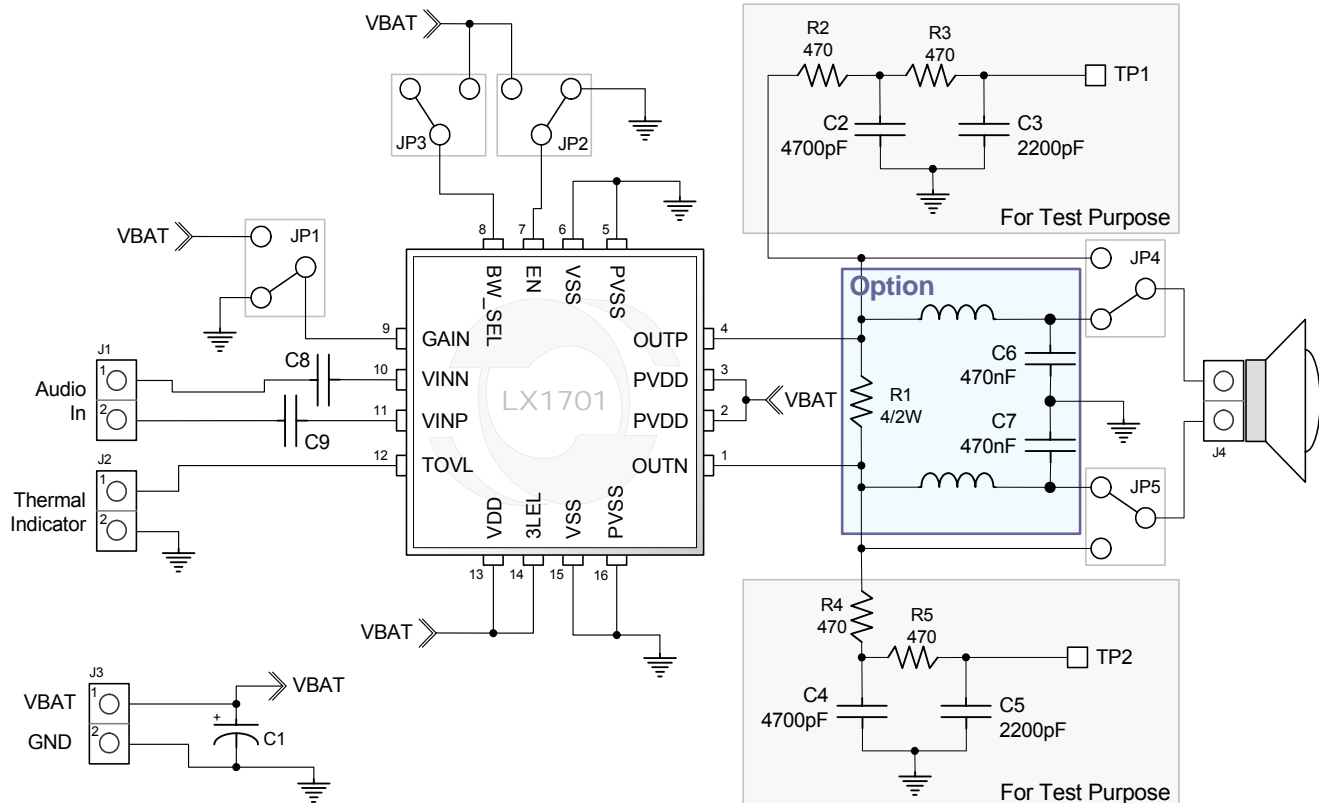 VBAT
JP3
JP2
R2
470
R3
470
TP1
C2
4700pF
C3
2200pF
For Test Purpose
VBAT
JP1
8
7
6
5
BW_SEL
EN
VSS
PVSS
9
GAIN
10
VINN
11
VINP
12
TOVL
LX1701
OUTP
4
PVDD
3
PVDD
2
OUTN
1
VDD
3LEL
VSS
PVSS
13
14
15
16
VBAT
VBAT
J1
1
2
Audio
In
C8
C9
J2
1
2
Thermal
Indicator
Option
R1
4/2W
C6
470nF
C7
470nF
JP4
JP5
J4
J3
VBAT
1
GND
2
VBAT
+
C1
R4
470
R5
470
TP2
C4
4700pF
C5
2200pF
For Test Purpose